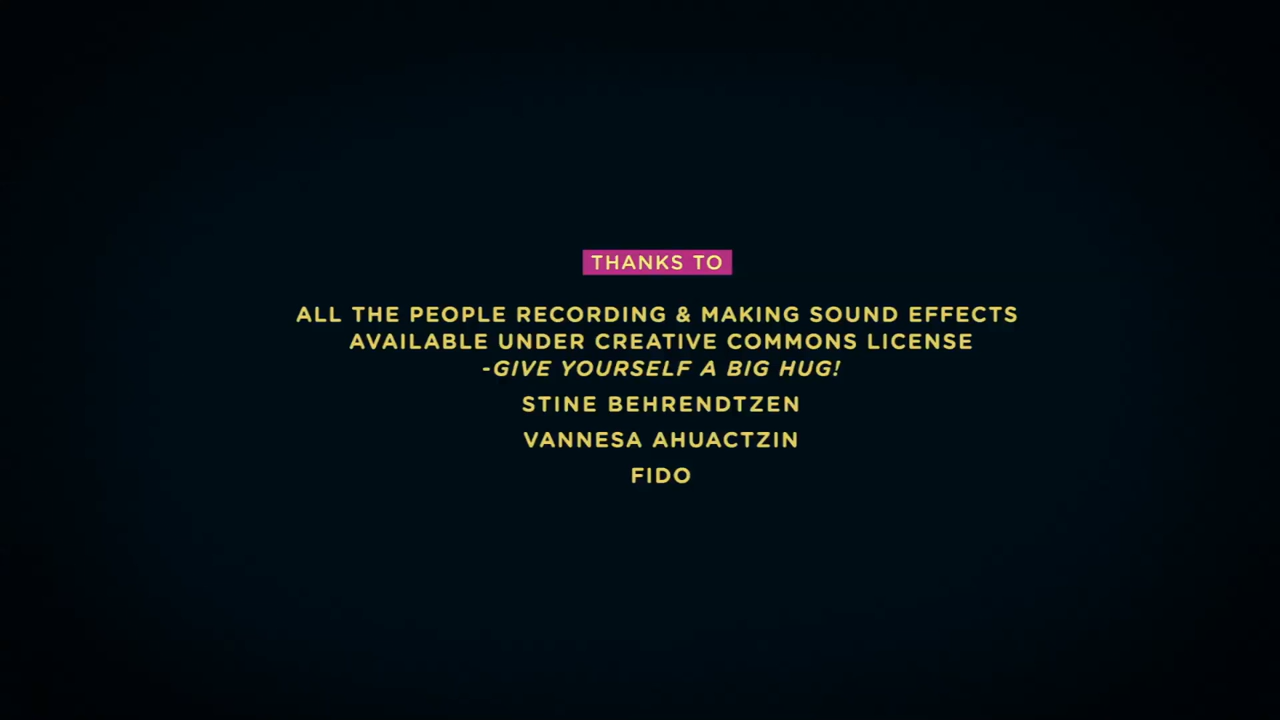 THANKS TO
ALL THE PEOPLE RECORDING & MAKING SOUND EFFECTS
AVAILABLE UNDER CREATIVE COMMONS LICENSE
-GIVE YOURSELF A BIG HUG!
STINE BEHRENDTZEN
VANNESA AHUACTZIN
FIDO